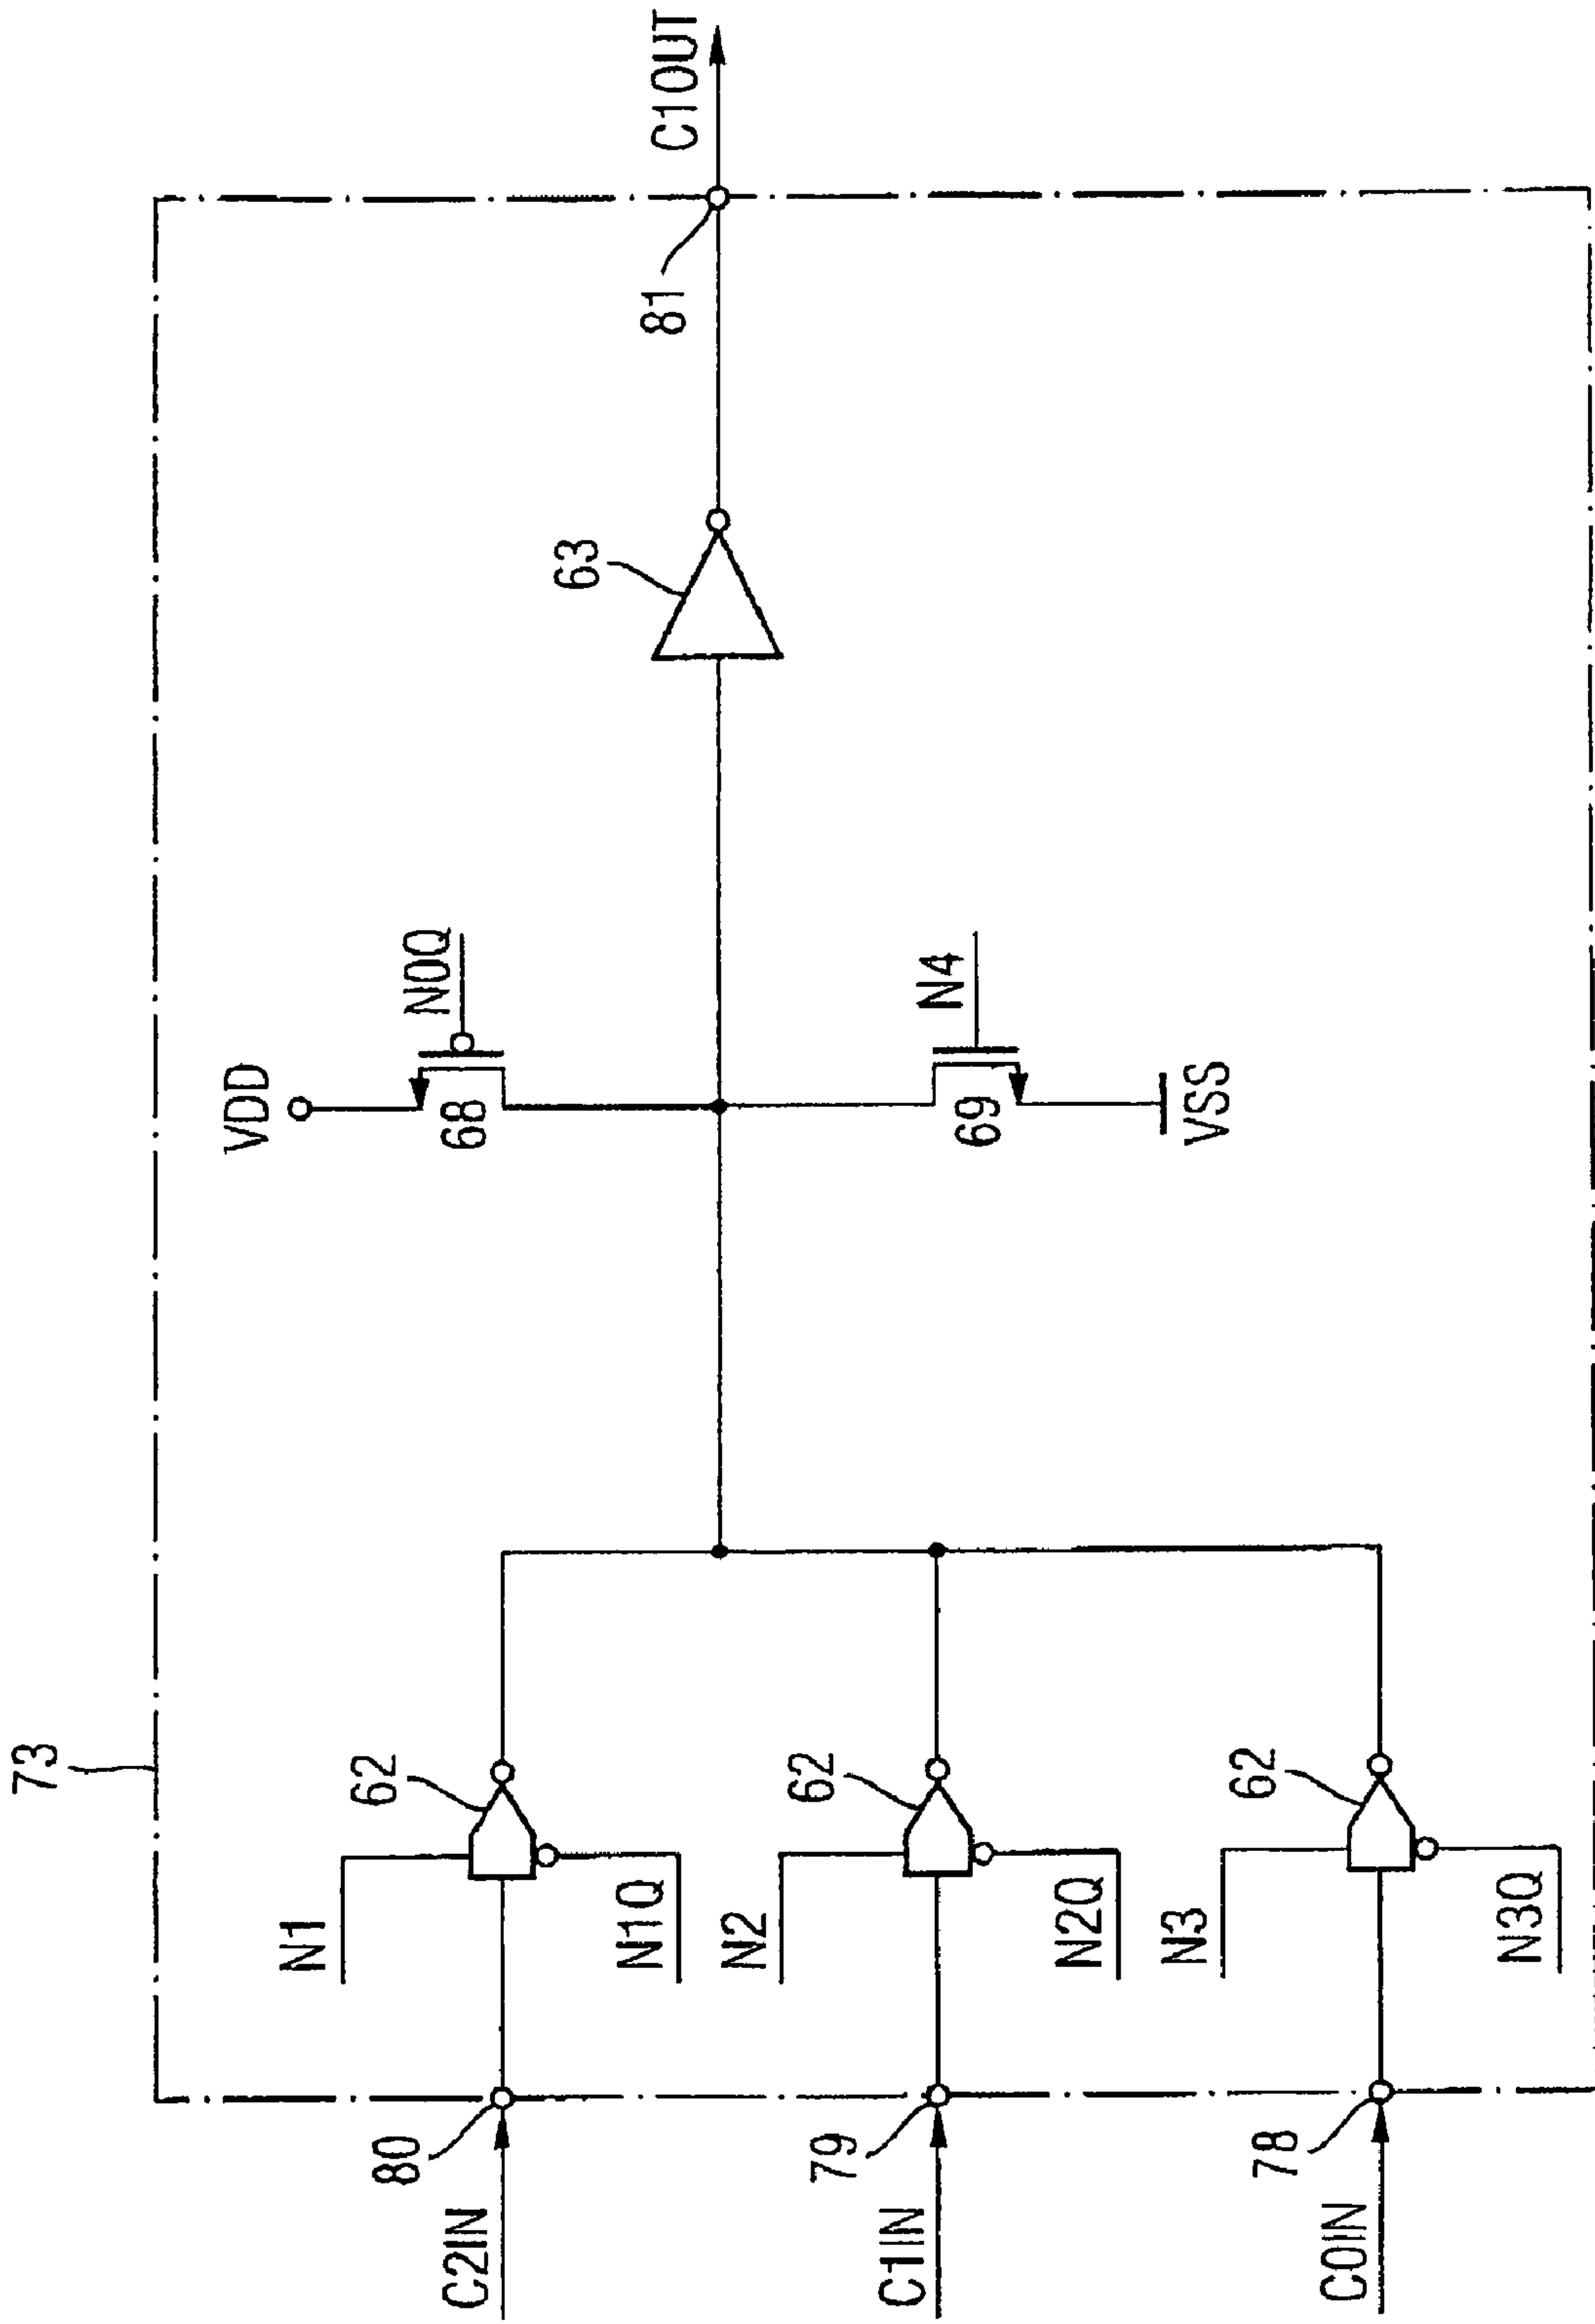 73
C2IN
80
N1
N1Q
62
C1IN
79
N2
N2Q
62
C0IN
78
N3
N3Q
62
VDD
68
N0Q
69
N4
VSS
63
81
C1OUT